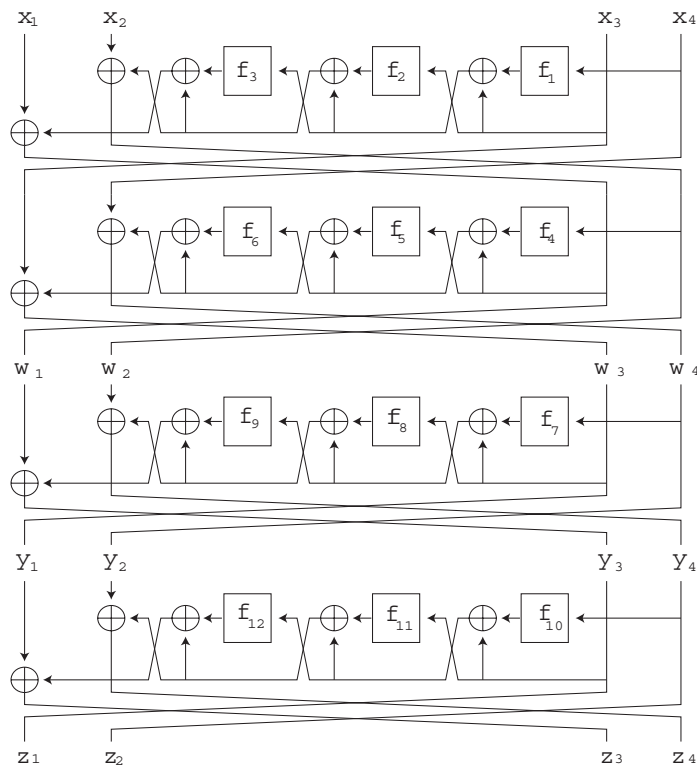 x₁ x₂ x₃ x₄
f₃ f₂ f₁
f₆ f₅ f₄
w₁ w₂ w₃ w₄
f₉ f₈ f₇
y₁ y₂ y₃ y₄
f₁₂ f₁₁ f₁₀
z₁ z₂ z₃ z₄